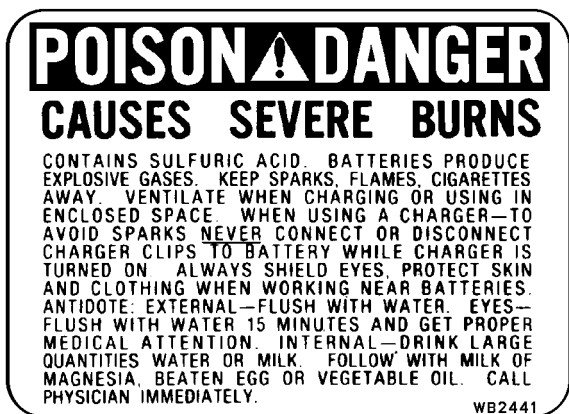 POISON DANGER
CAUSES SEVERE BURNS
CONTAINS SULFURIC ACID. BATTERIES PRODUCE
EXPLOSIVE GASES. KEEP SPARKS, FLAMES, CIGARETTES
AWAY. VENTILATE WHEN CHARGING OR USING IN
ENCLOSED SPACE. WHEN USING A CHARGER—TO
AVOID SPARKS NEVER CONNECT OR DISCONNECT
CHARGER CLIPS TO BATTERY WHILE CHARGER IS
TURNED ON ALWAYS SHIELD EYES, PROTECT SKIN
AND CLOTHING WHEN WORKING NEAR BATTERIES.
ANTIDOTE: EXTERNAL—FLUSH WITH WATER. EYES—
FLUSH WITH WATER 15 MINUTES AND GET PROPER
MEDICAL ATTENTION. INTERNAL—DRINK LARGE
QUANTITIES WATER OR MILK. FOLLOW WITH MILK OF
MAGNESIA, BEATEN EGG OR VEGETABLE OIL. CALL
PHYSICIAN IMMEDIATELY.
WB2441